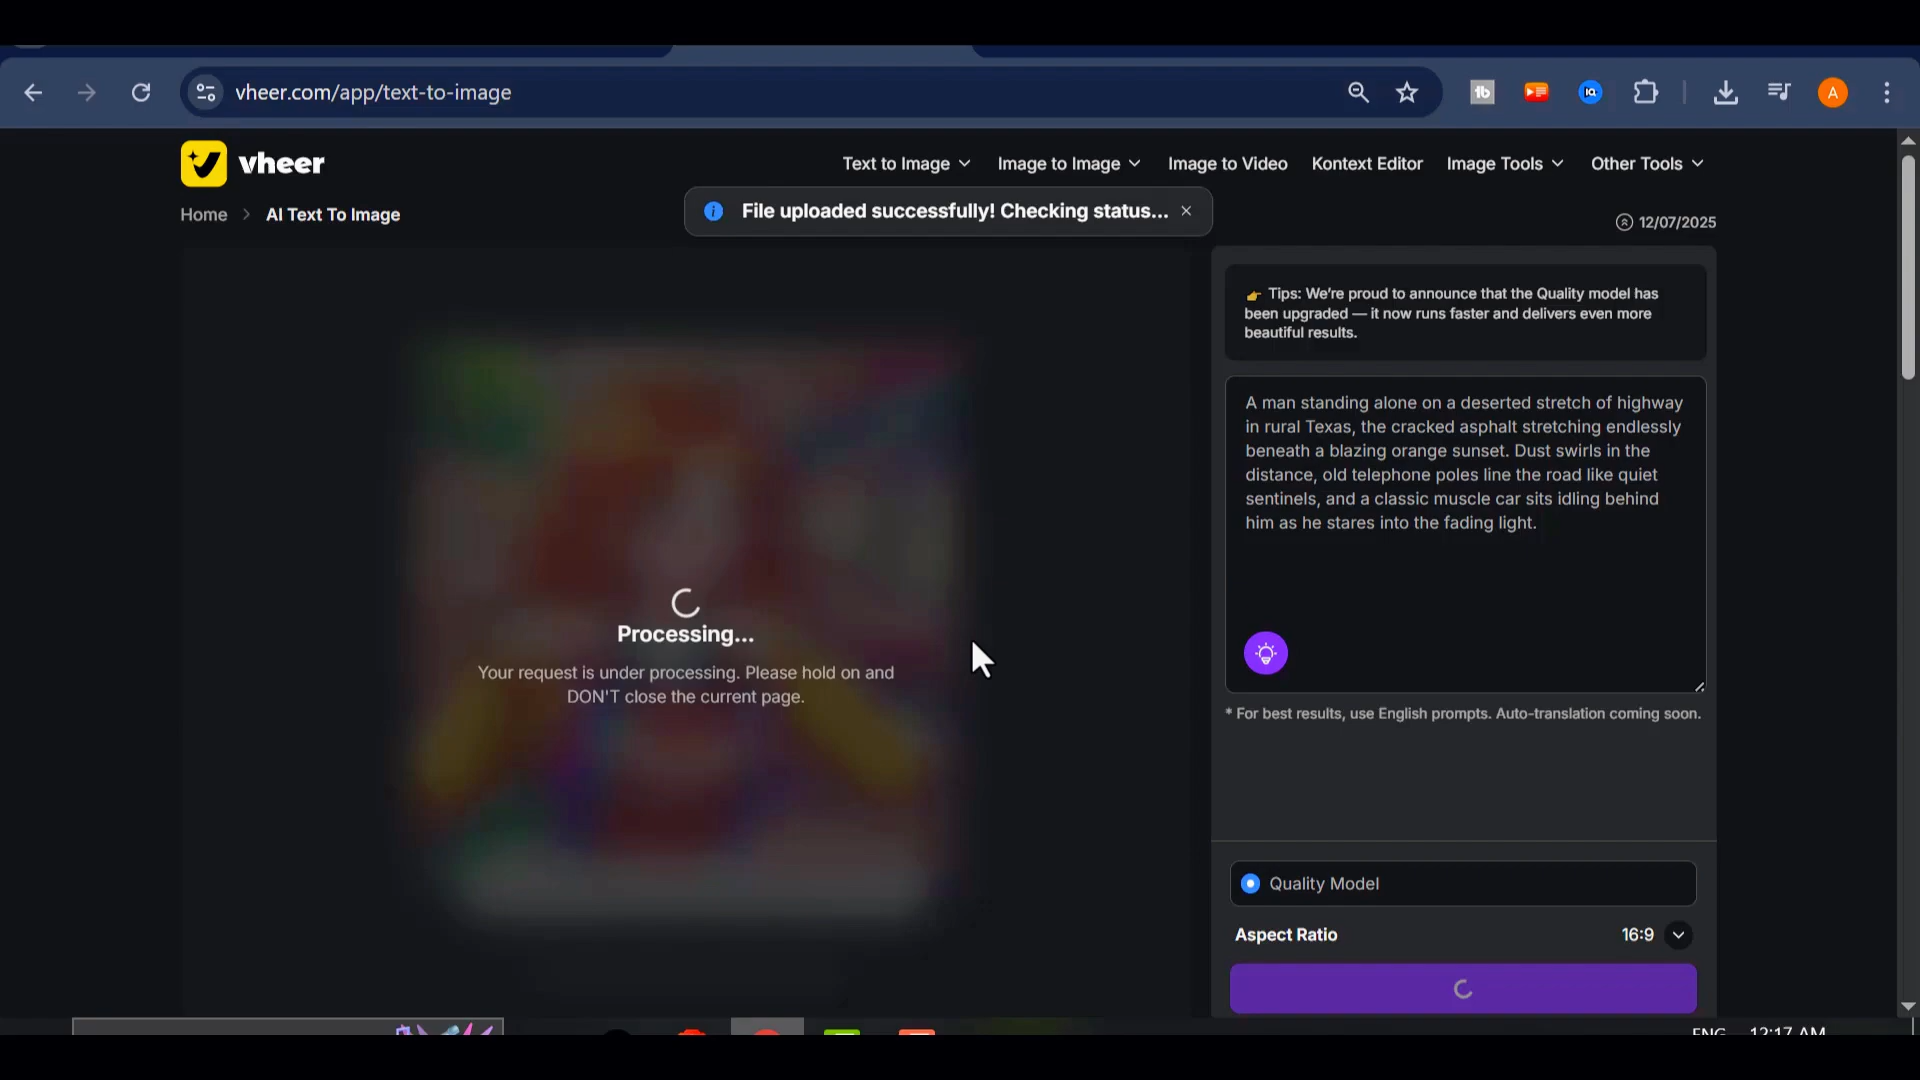 vheer.com/app/text-to-image
A
vheer
Text to Image
Image to Image
Image to Video
Kontext Editor
Image Tools
Other Tools
Home > AI Text To Image
File uploaded successfully! Checking status...
12/07/2025
Tips: We're proud to announce that the Quality model has
been upgraded — it now runs faster and delivers even more
beautiful results.
A man standing alone on a deserted stretch of highway
in rural Texas, the cracked asphalt stretching endlessly
beneath a blazing orange sunset. Dust swirls in the
distance, old telephone poles line the road like quiet
sentinels, and a classic muscle car sits idling behind
him as he stares into the fading light.
Processing...
Your request is under processing. Please hold on and
DON'T close the current page.
* For best results, use English prompts. Auto-translation coming soon.
Quality Model
Aspect Ratio
16:9
ENG 12:17 AM